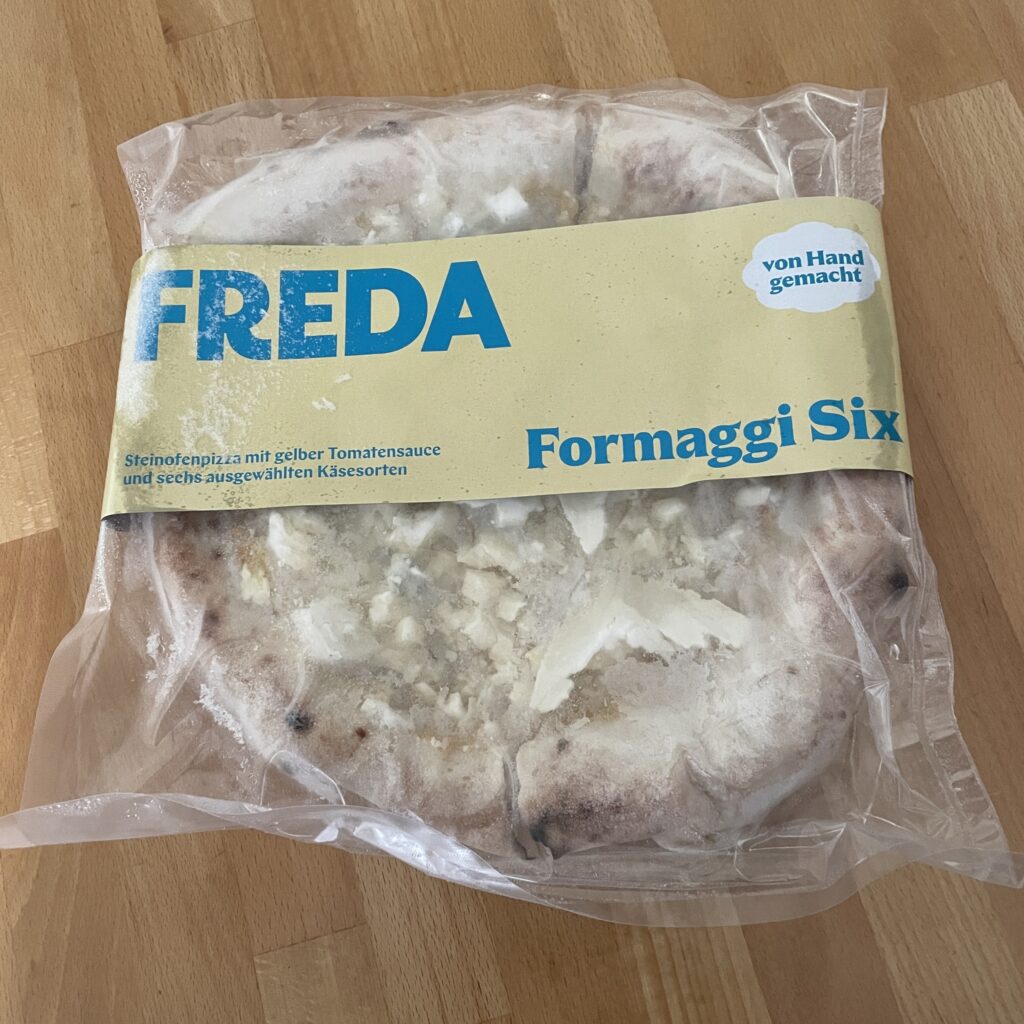 FREDA
von Hand
gemacht
Formaggi Six
Steinofenpizza mit gelber Tomatensauce
und sechs ausgewählten Käsesorten